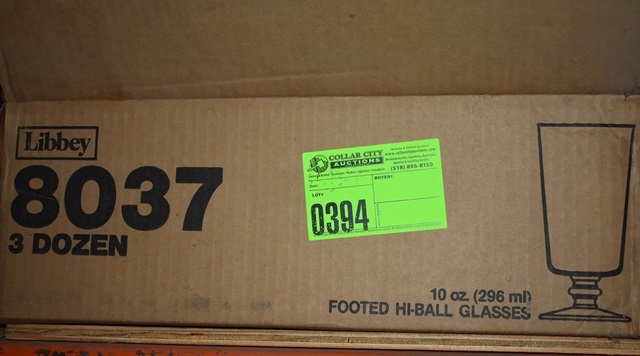 Libbey
8037
3 DOZEN
COLLAR CITY
AUCTIONS
(518) 895-8150
LOT:
BUYER:
0394
10 oz. (296 ml)
FOOTED HI-BALL GLASSES